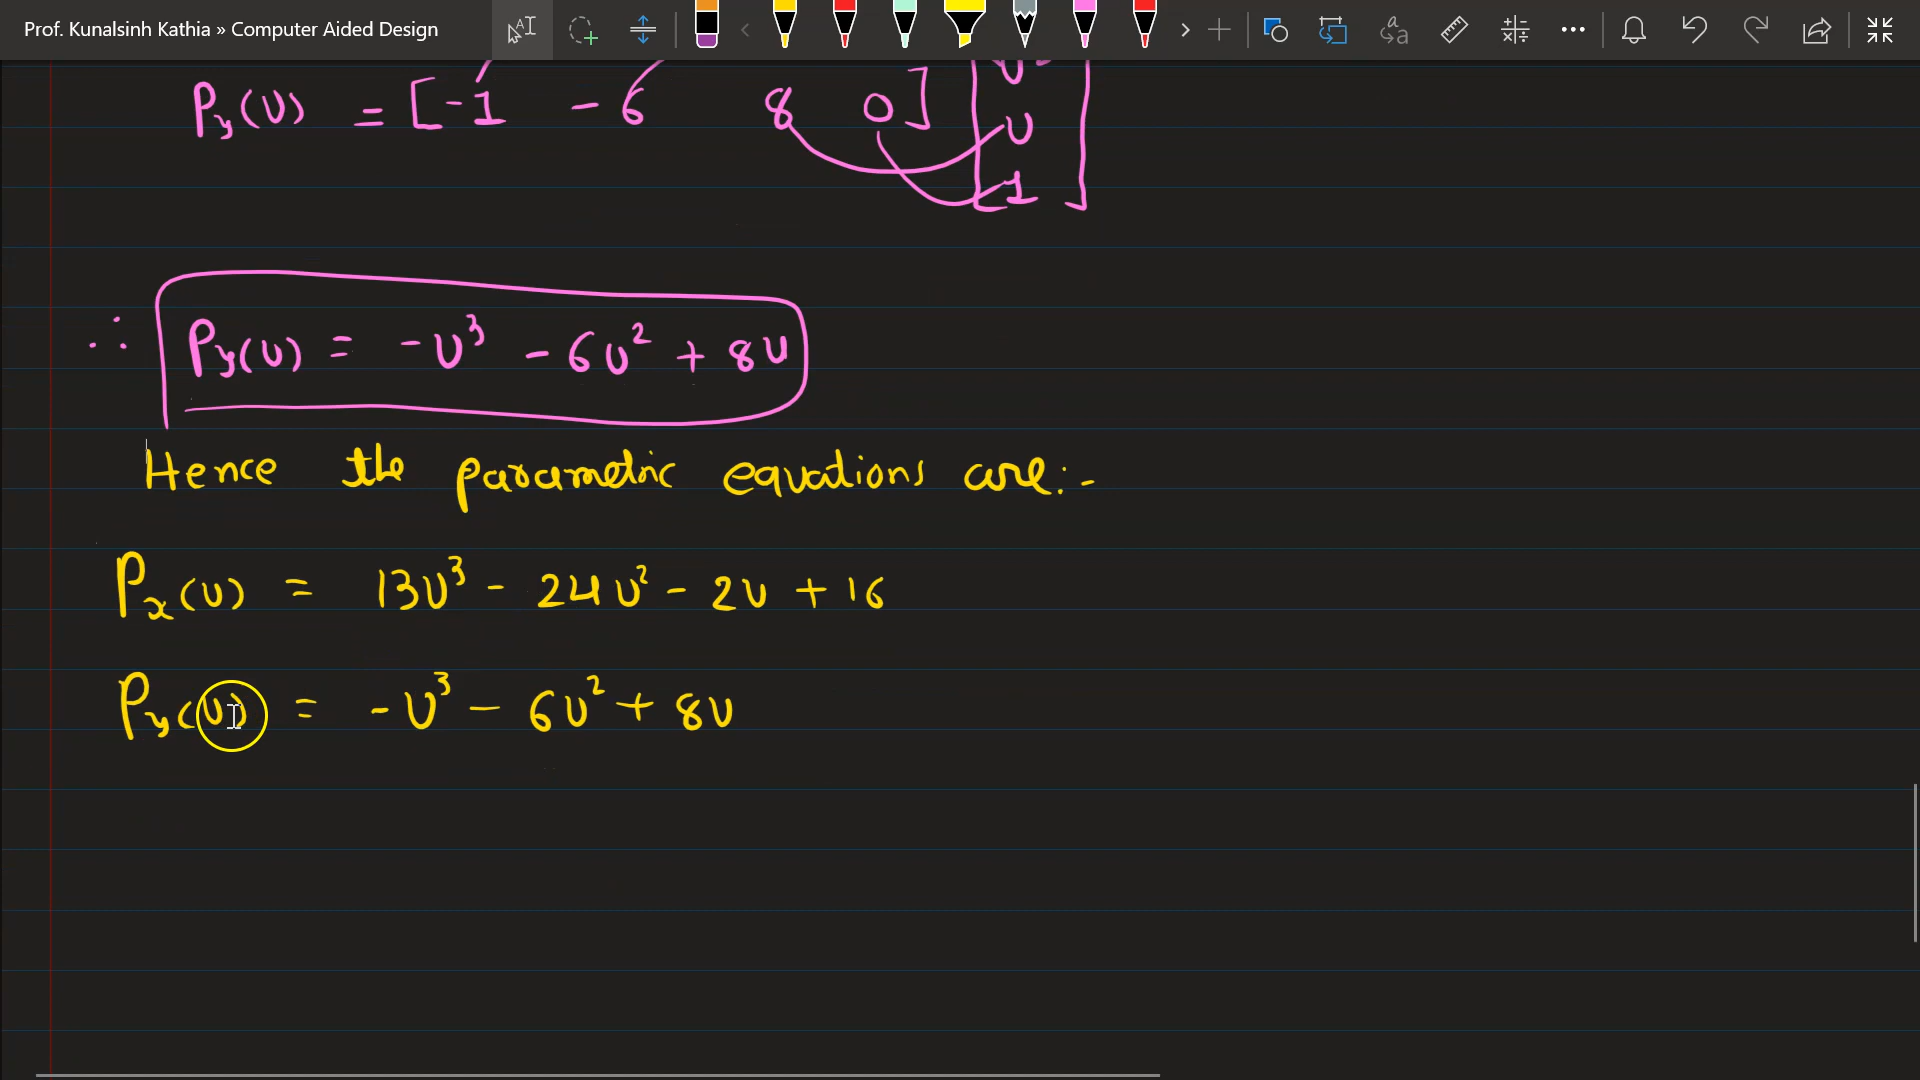 Prof. Kunalsinh Kathia » Computer Aided Design
Py(U) = [-1 -6 8 0]
U
1
∴ Py(U) = -U³ - 6U² + 8U
Hence the parametric equations are:-
Px(U) = 13U³ - 24U² - 2U + 16
Py(U) = -U³ - 6U² + 8U